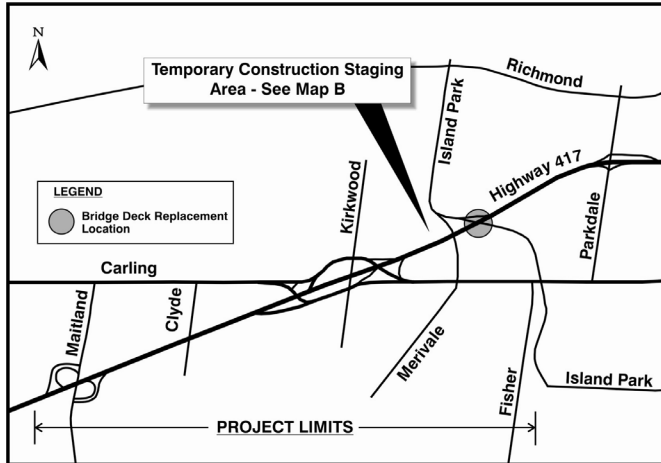 N
Temporary Construction Staging
Area - See Map B
Richmond
Island Park
Highway 417
Parkdale
LEGEND
Bridge Deck Replacement
Location
Kirkwood
Carling
Maitland
Clyde
Merivale
Fisher
Island Park
PROJECT LIMITS